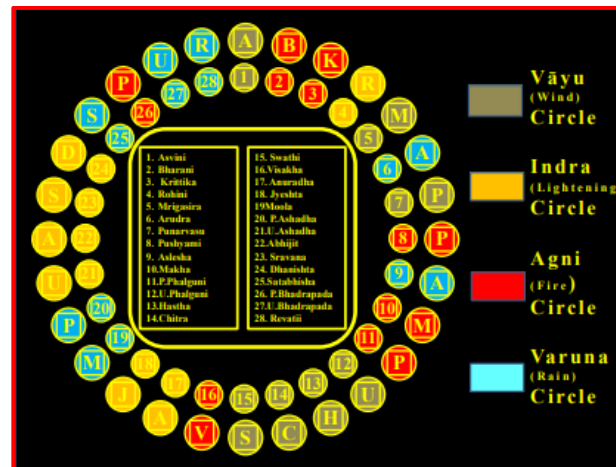 A
B
K
R
M
A
P
P
A
M
P
U
H
C
S
V
A
J
M
P
U
A
S
D
S
P
U
R
1
2
3
4
5
6
7
8
9
10
11
12
13
14
15
16
17
18
19
20
21
22
23
24
25
26
27
28
1. Asvini
2. Bharani
3. Krittika
4. Rohini
5. Mrigasira
6. Arudra
7. Punarvasu
8. Pushyami
9. Aslesha
10.Makha
11.P.Phalguni
12.U.Phalguni
13.Hastha
14.Chitra
15. Swathi
16.Visakha
17. Anuradha
18. Jyeshta
19Moola
20. P.Ashadha
21.U.Ashadha
22.Abhijit
23. Sravana
24. Dhanishta
25.Satabhisha
26. P.Bhadrapada
27.U.Bhadrapada
28. Revatii
Vāyu
(Wind)
Circle
Indra
(Lightening
Circle
Agni
(Fire)
Circle
Varuna
(Rain)
Circle